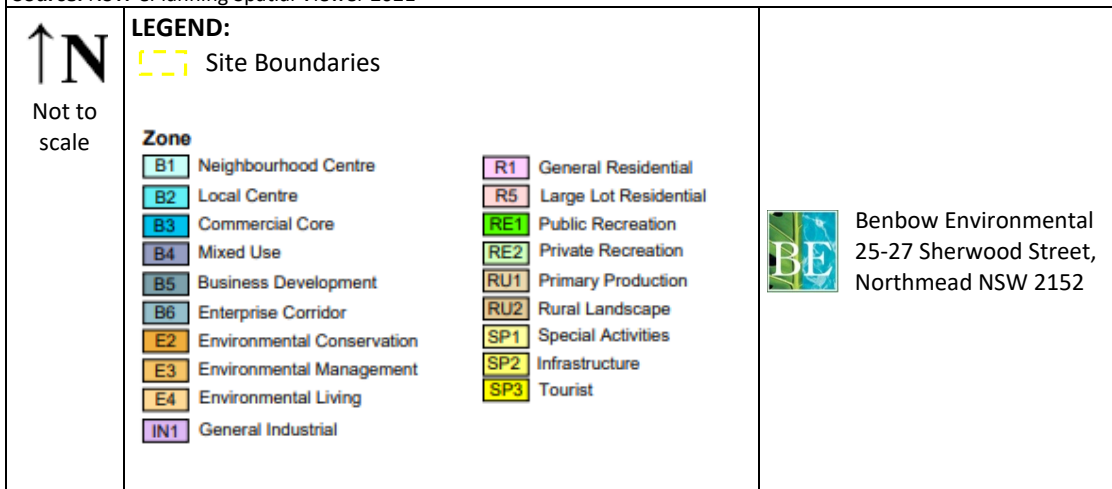 ↑N
Not to
scale
LEGEND:
Site Boundaries
Zone
B1 Neighbourhood Centre
B2 Local Centre
B3 Commercial Core
B4 Mixed Use
B5 Business Development
B6 Enterprise Corridor
E2 Environmental Conservation
E3 Environmental Management
E4 Environmental Living
IN1 General Industrial
R1 General Residential
R5 Large Lot Residential
RE1 Public Recreation
RE2 Private Recreation
RU1 Primary Production
RU2 Rural Landscape
SP1 Special Activities
SP2 Infrastructure
SP3 Tourist
BE
Benbow Environmental
25-27 Sherwood Street,
Northmead NSW 2152